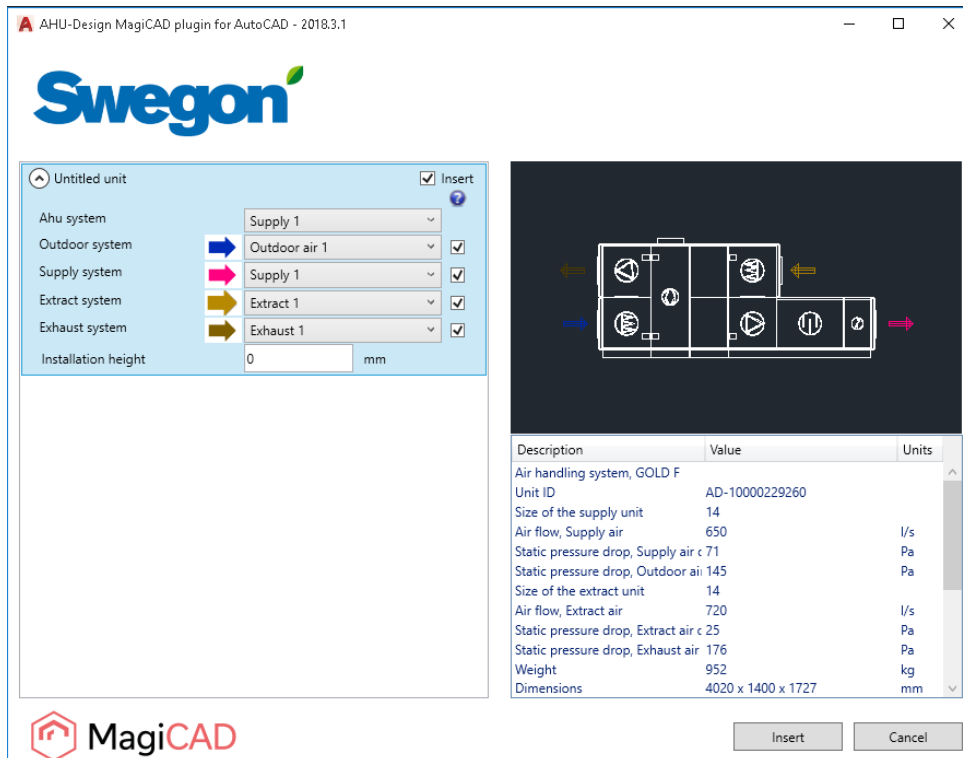 AHU-Design MagiCAD plugin for AutoCAD - 2018.3.1
Swegon
Untitled unit Insert
Ahu system Supply 1
Outdoor system Outdoor air 1
Supply system Supply 1
Extract system Extract 1
Exhaust system Exhaust 1
Installation height 0 mm
Description Value Units
Air handling system, GOLD F
Unit ID AD-10000229260
Size of the supply unit 14
Air flow, Supply air 650 l/s
Static pressure drop, Supply air 71 Pa
Static pressure drop, Outdoor 145 Pa
Size of the extract unit 14
Air flow, Extract air 720 l/s
Static pressure drop, Extract air 25 Pa
Static pressure drop, Exhaust air 176 Pa
Weight 952 kg
Dimensions 4020 x 1400 x 1727 mm
MagiCAD
Insert Cancel